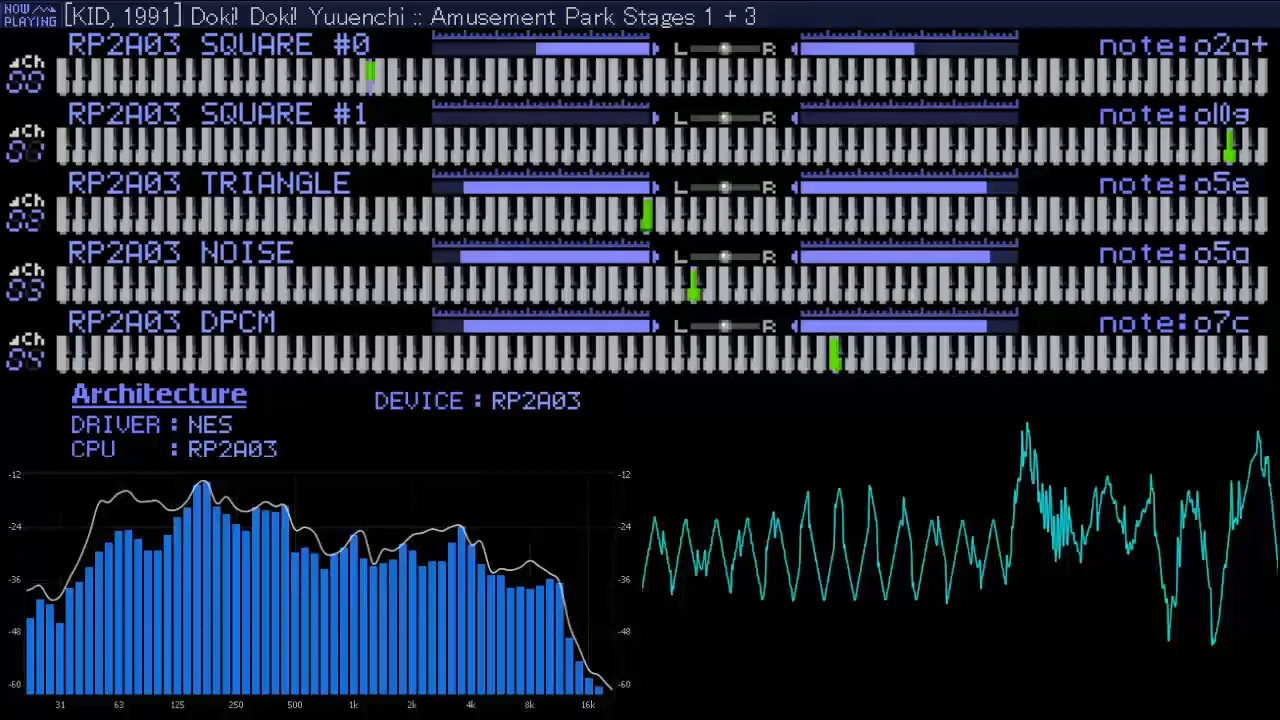 NOW PLAYING [KID, 1991] Doki! Doki! Yuuenchi :: Amusement Park Stages 1 + 3
RP2A03 SQUARE #0 L R note:o2a+
Ch 00
RP2A03 SQUARE #1 L R note:o10g
Ch
RP2A03 TRIANGLE L R note:o5e
Ch
RP2A03 NOISE L R note:o5a
Ch 03
RP2A03 DPCM L R note:o7c
Ch
Architecture
DEVICE : RP2A03
DRIVER : NES
CPU : RP2A03
-12 -12
-24 -24
-36 -36
-48 -48
-60 -60
31 63 125 250 500 1k 2k 4k 8k 16k